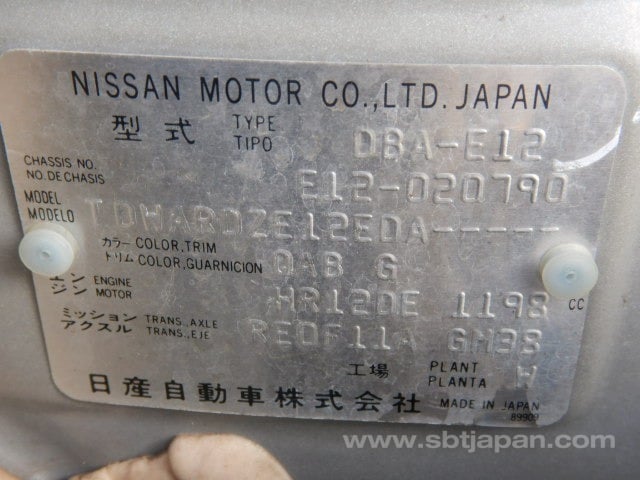 NISSAN MOTOR CO.,LTD. JAPAN
型式 TYPE TIPO DBA-E12
CHASSIS NO. NO. DE CHASIS E12-020790
MODEL MODELO TDWARDZE12EDA-----
カラー COLOR,TRIM
トリム COLOR,GUARNICION QAB G
エンジン ENGINE MOTOR HR12DE 1198 CC
ミッション TRANS.,AXLE
アクスル TRANS.,EJE RE0F11A GM38
工場 PLANT PLANTA W
日産自動車株式会社 MADE IN JAPAN
89909
www.sbtjapan.com